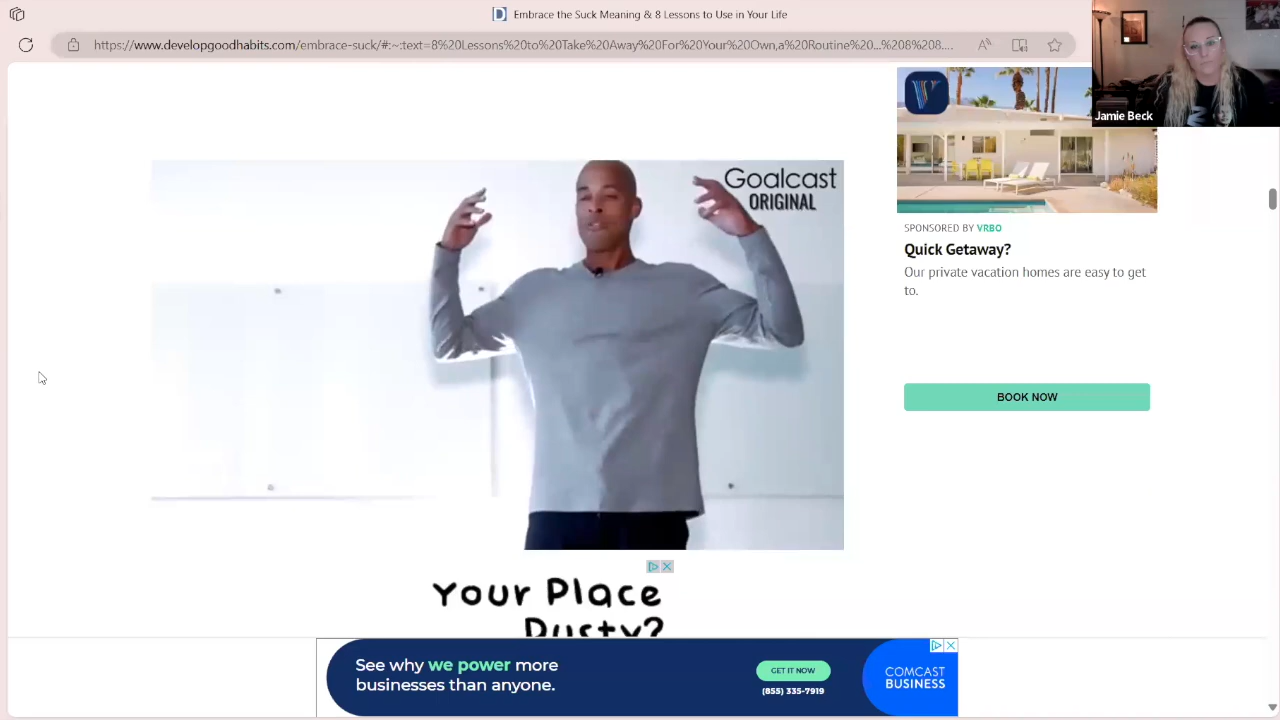 Embrace the Suck Meaning & 8 Lessons to Use in Your Life
https://www.developgoodhabits.com/embrace-suck/#:~:text=8%20Lessons%20to%20Take%20Away%20For%20Your%20Own,a%20Routine%20...%208%208....
Jamie Beck
Goalcast
ORIGINAL
SPONSORED BY VRBO
Quick Getaway?
Our private vacation homes are easy to get
to.
BOOK NOW
Your Place
Dusty?
See why we power more
businesses than anyone.
GET IT NOW
(855) 335-7919
COMCAST
BUSINESS